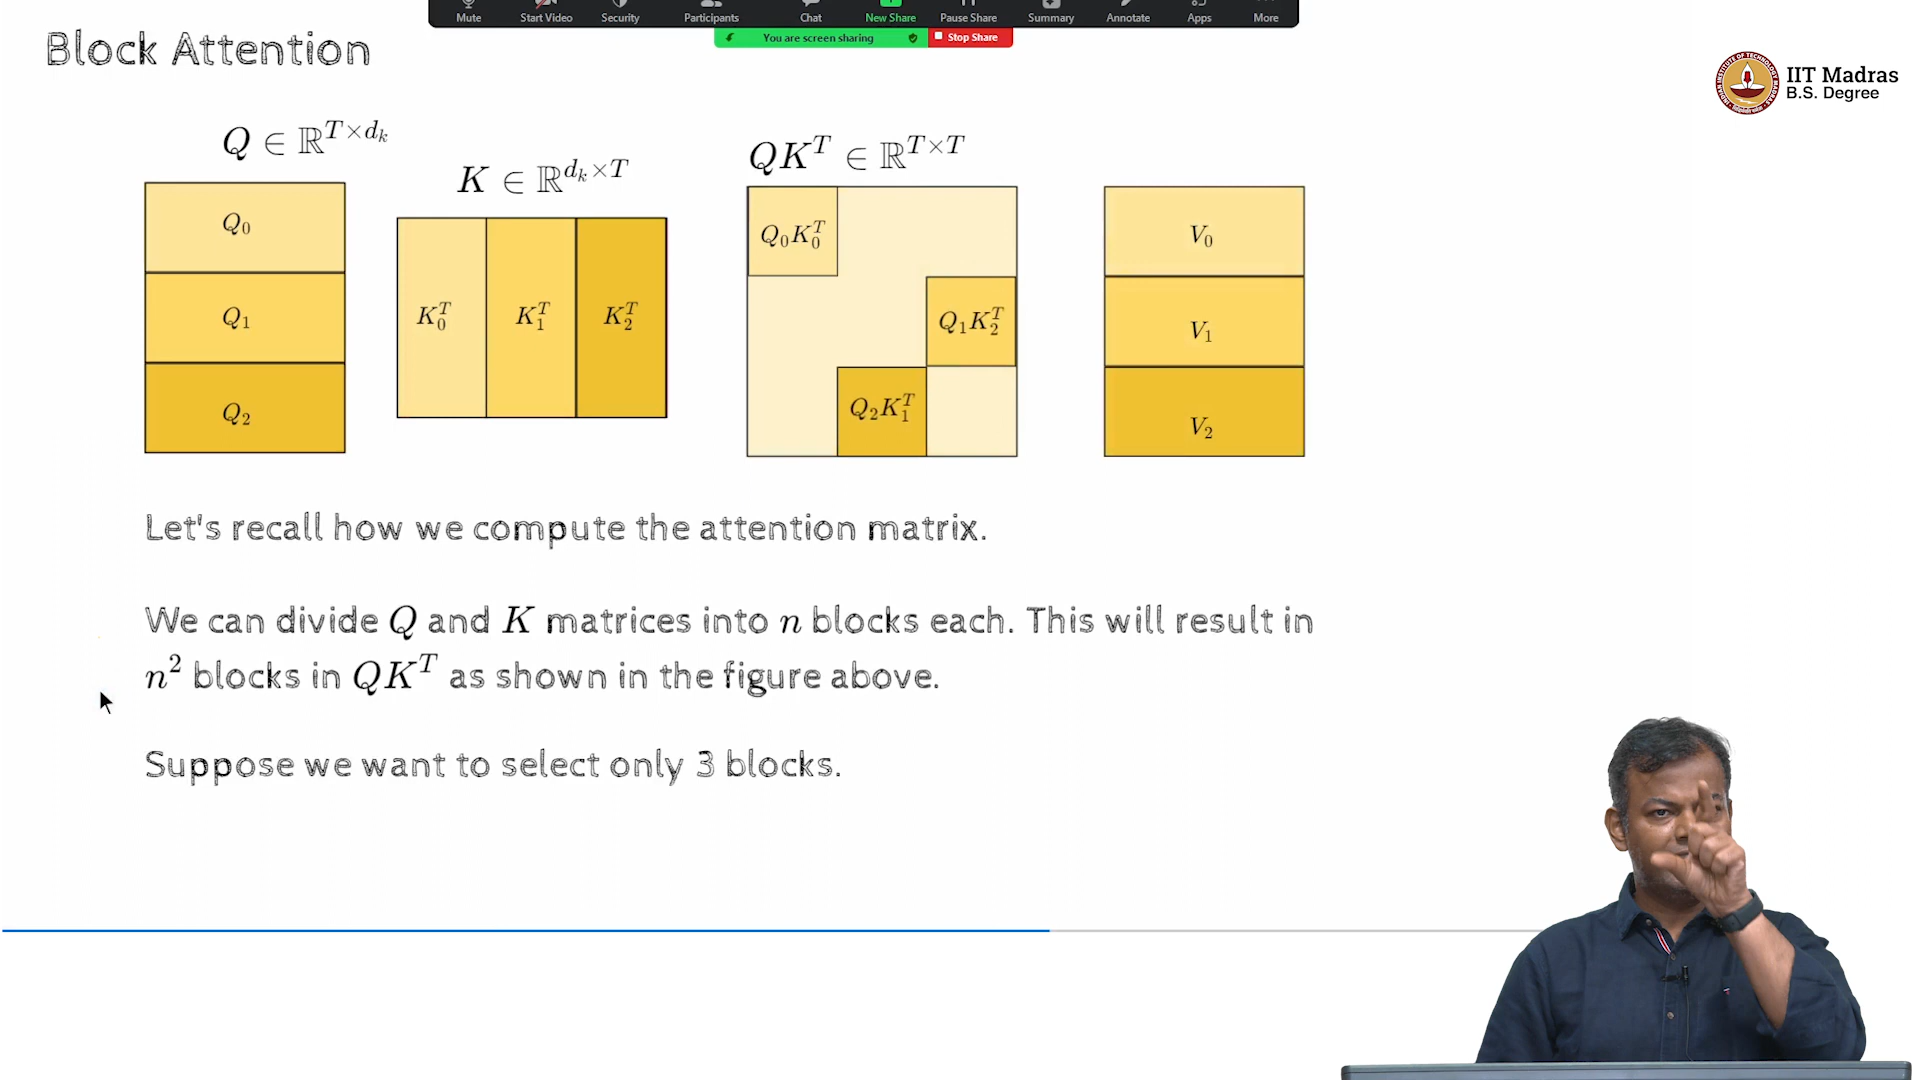 Mute Start Video Security Participants Chat New Share Pause Share Summary Annotate Apps More
You are screen sharing Stop Share
Block Attention
IIT Madras
B.S. Degree
Q ∈ ℝ^{T×d_k}
K ∈ ℝ^{d_k×T}
QK^T ∈ ℝ^{T×T}
Q_0
Q_1
Q_2
K_0^T K_1^T K_2^T
Q_0K_0^T
Q_1K_2^T
Q_2K_1^T
V_0
V_1
V_2
Let's recall how we compute the attention matrix.
We can divide Q and K matrices into n blocks each. This will result in
n^2 blocks in QK^T as shown in the figure above.
Suppose we want to select only 3 blocks.